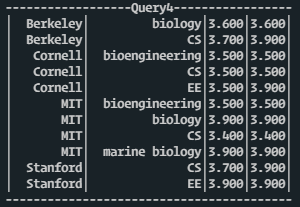 --------------------Query4--------------------
| Berkeley| biology|3.600|3.600|
| Berkeley| CS|3.700|3.900|
| Cornell| bioengineering|3.500|3.500|
| Cornell| CS|3.500|3.500|
| Cornell| EE|3.500|3.900|
| MIT| bioengineering|3.500|3.500|
| MIT| biology|3.900|3.900|
| MIT| CS|3.400|3.400|
| MIT| marine biology|3.900|3.900|
| Stanford| CS|3.700|3.900|
| Stanford| EE|3.900|3.900|
----------------------------------------------